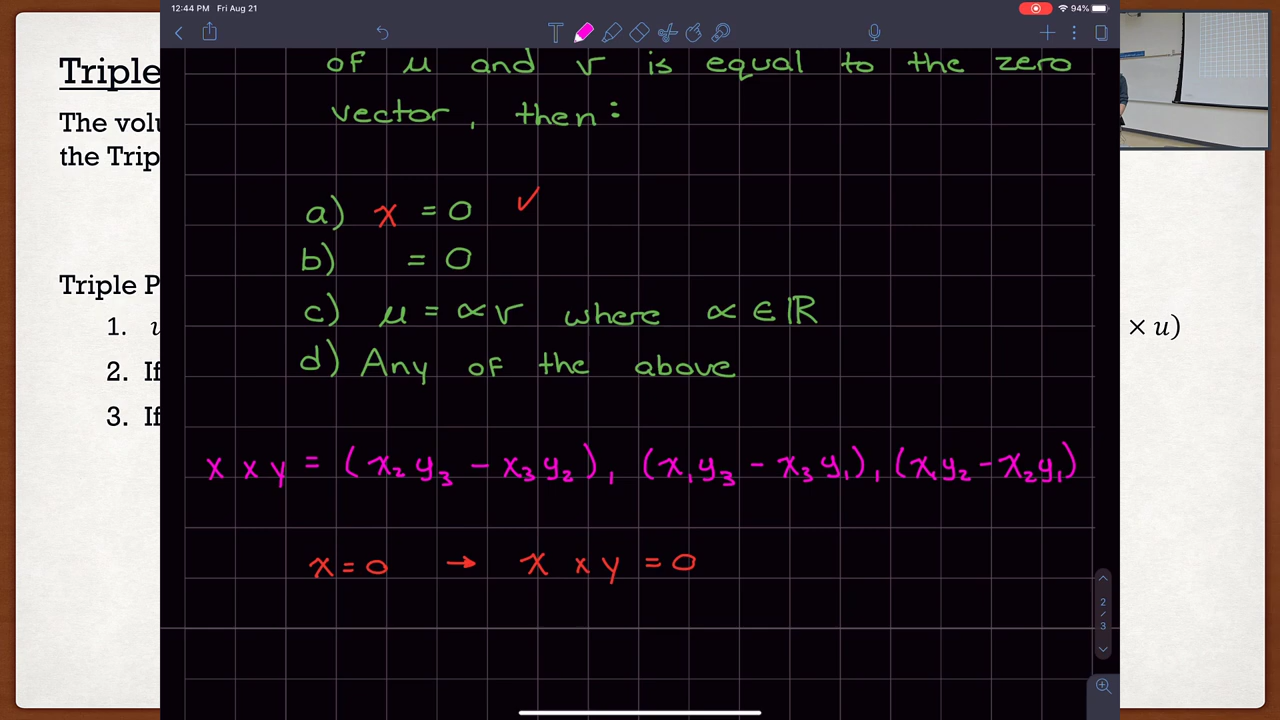 12:44 PM Fri Aug 21
94%
Triple
The volu
the Trip
Triple P
1. u
× u)
2. If
3. If
of u and v is equal to the zero
vector, then:
a) x = 0 ✓
b) = 0
c) u = ∝ v where ∝ ∈ ℝ
d) Any of the above
x x y = (x₂y₃ - x₃y₂), (x₁y₃ - x₃y₁), (x₁y₂ - x₂y₁)
x = 0 → x x y = 0
2
/
3